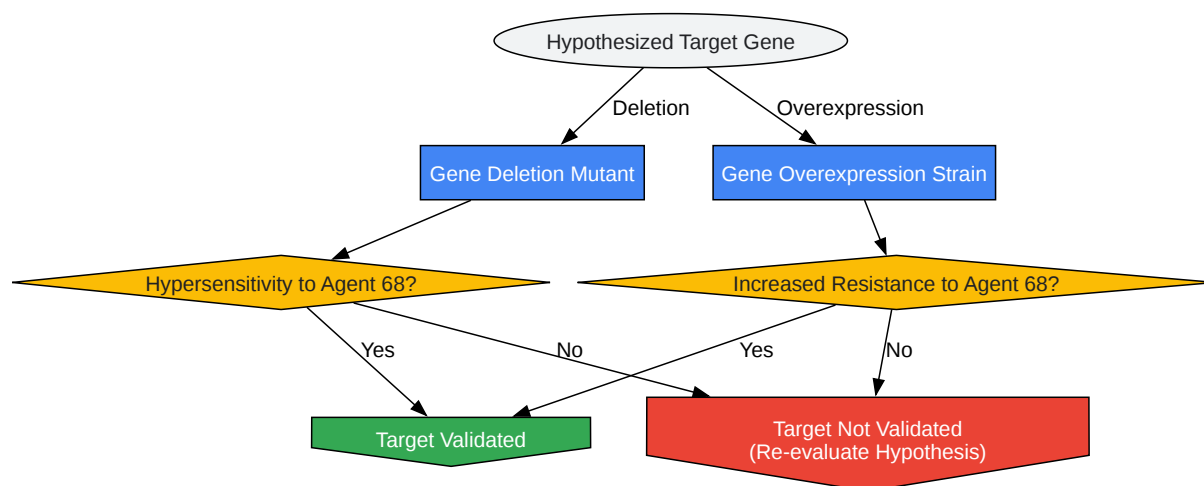 Hypothesized Target Gene
Deletion
Overexpression
Gene Deletion Mutant
Gene Overexpression Strain
Hypersensitivity to Agent 68?
Increased Resistance to Agent 68?
Yes
No
Yes
No
Target Validated
Target Not Validated
(Re-evaluate Hypothesis)